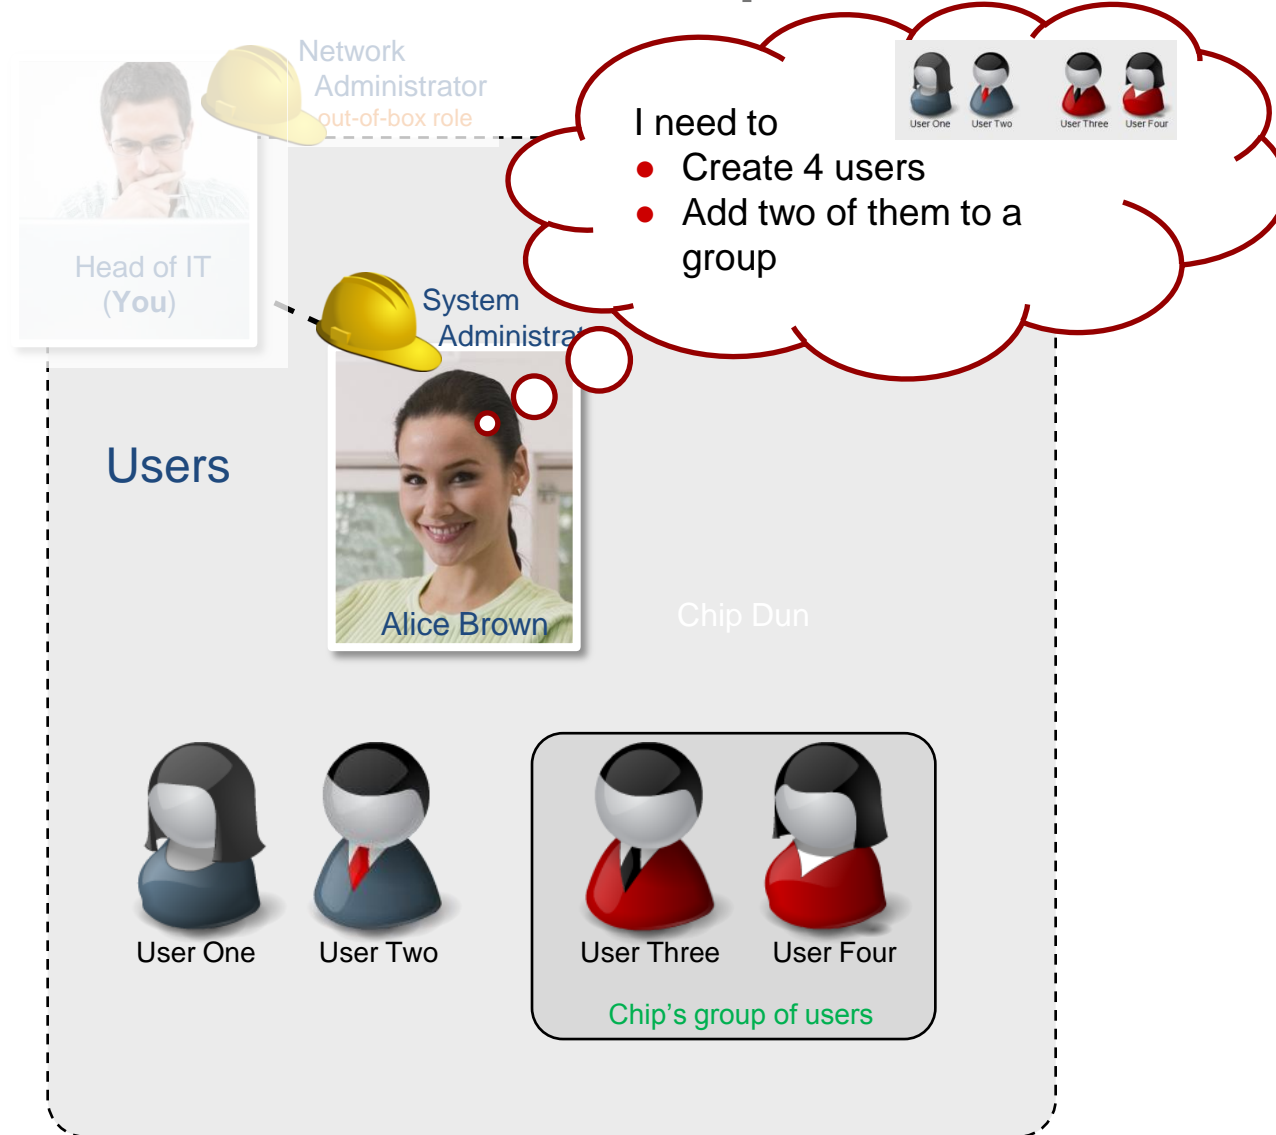 Network
Administrator
out-of-box role
Head of IT
(You)
I need to
● Create 4 users
● Add two of them to a
group
User One
User Two
User Three
User Four
System
Administrat
Users
Alice Brown
Chip Dun
User One
User Two
User Three
User Four
Chip’s group of users